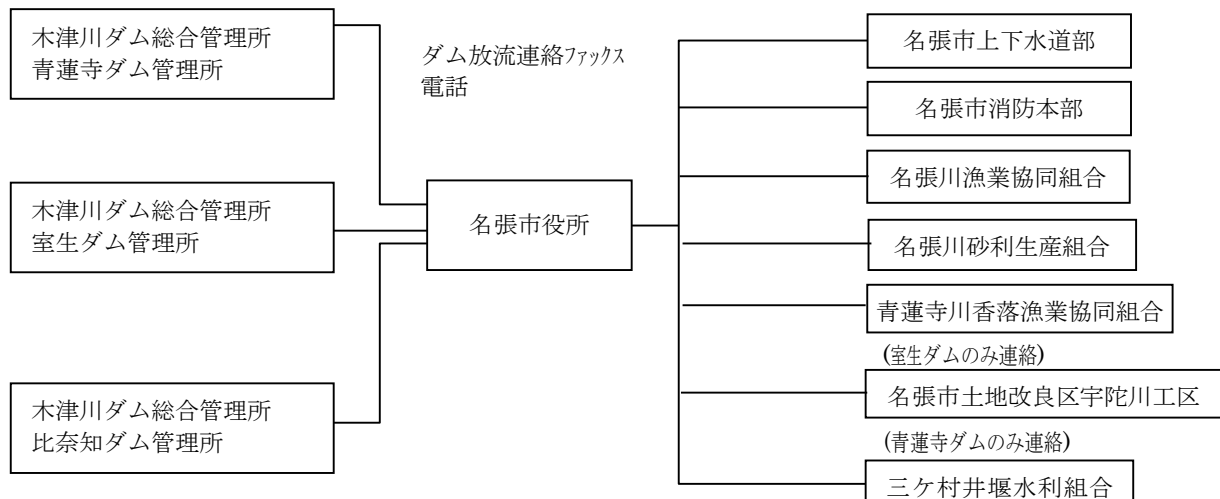 木津川ダム総合管理所
青蓮寺ダム管理所
ダム放流連絡ファックス
電話
木津川ダム総合管理所
室生ダム管理所
名張市役所
木津川ダム総合管理所
比奈知ダム管理所
名張市上下水道部
名張市消防本部
名張川漁業協同組合
名張川砂利生産組合
青蓮寺川香落漁業協同組合
(室生ダムのみ連絡)
名張市土地改良区宇陀川工区
(青蓮寺ダムのみ連絡)
三ケ村井堰水利組合